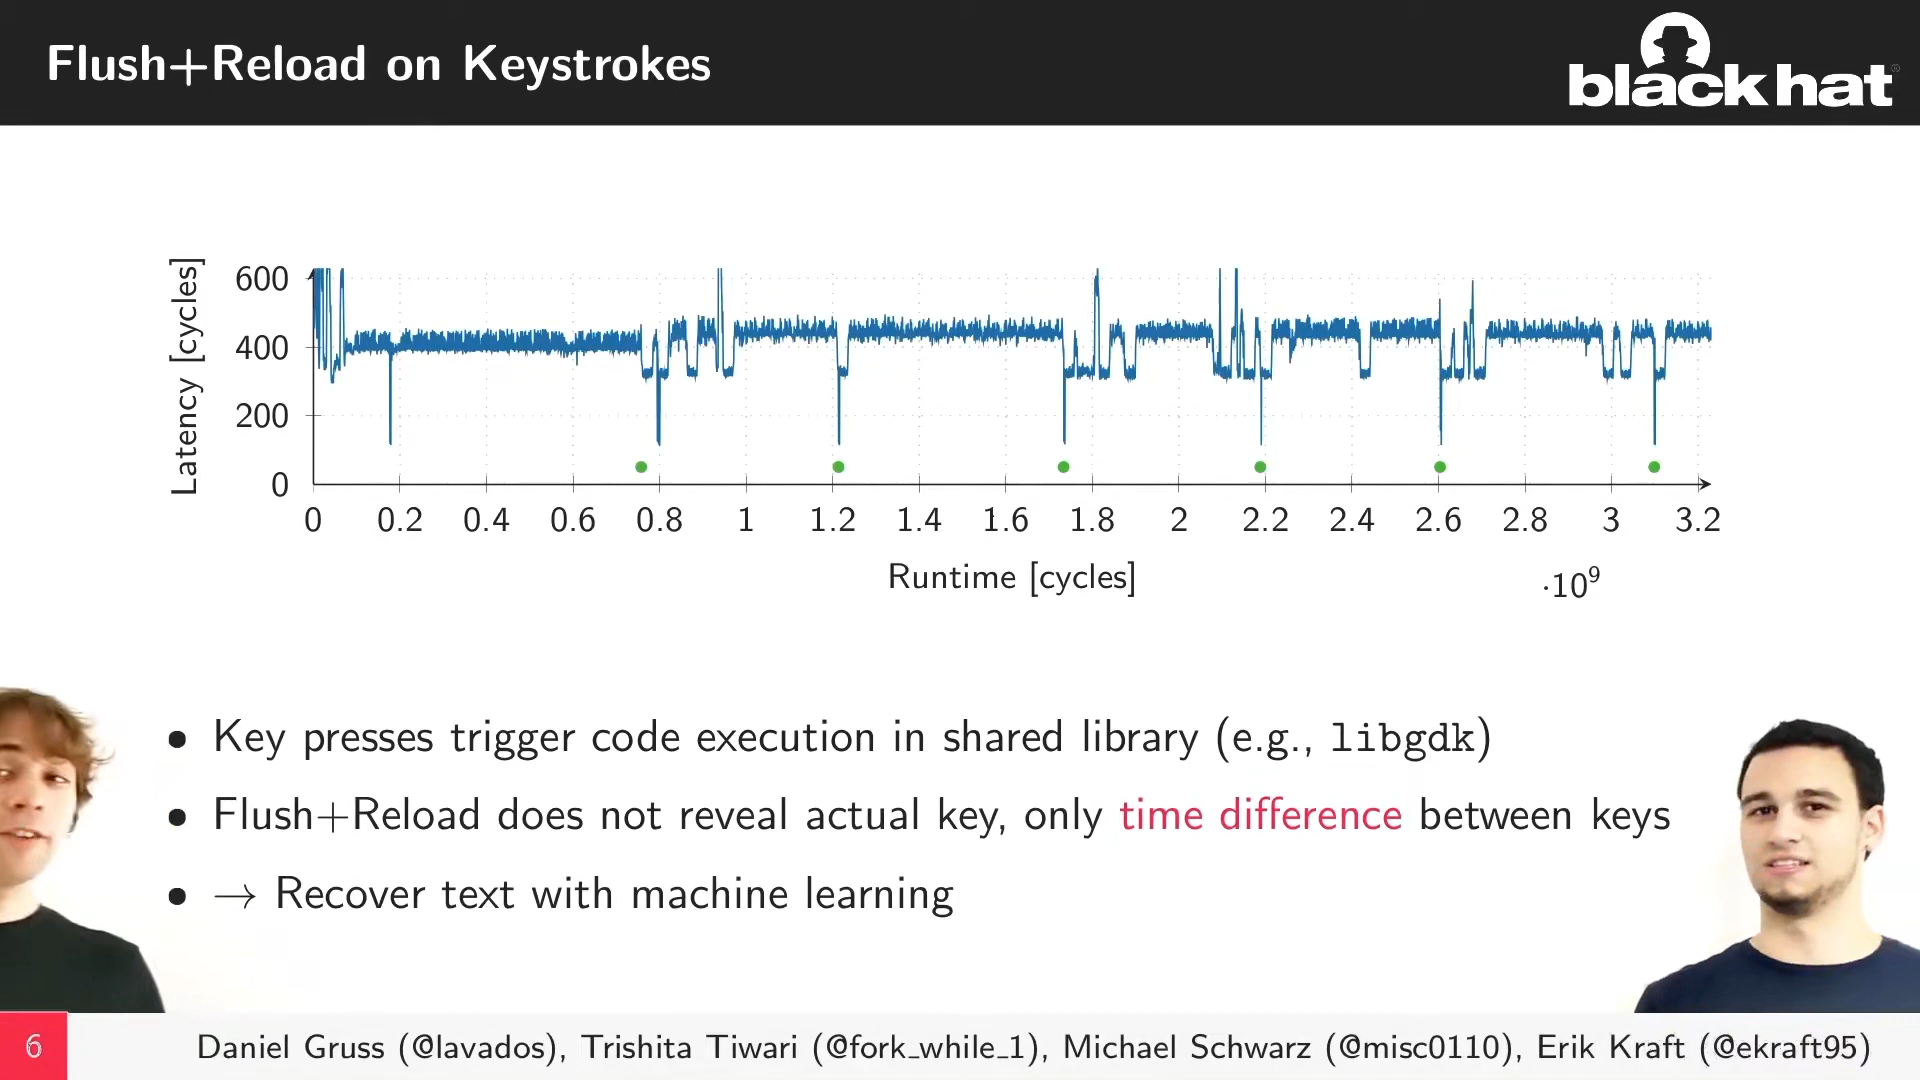 Flush+Reload on Keystrokes
black hat®
Latency [cycles]
600
400
200
0
0 0.2 0.4 0.6 0.8 1 1.2 1.4 1.6 1.8 2 2.2 2.4 2.6 2.8 3 3.2
Runtime [cycles]
·10⁹
• Key presses trigger code execution in shared library (e.g., libgdk)
• Flush+Reload does not reveal actual key, only time difference between keys
• → Recover text with machine learning
6
Daniel Gruss (@lavados), Trishita Tiwari (@fork_while_1), Michael Schwarz (@misc0110), Erik Kraft (@ekraft95)